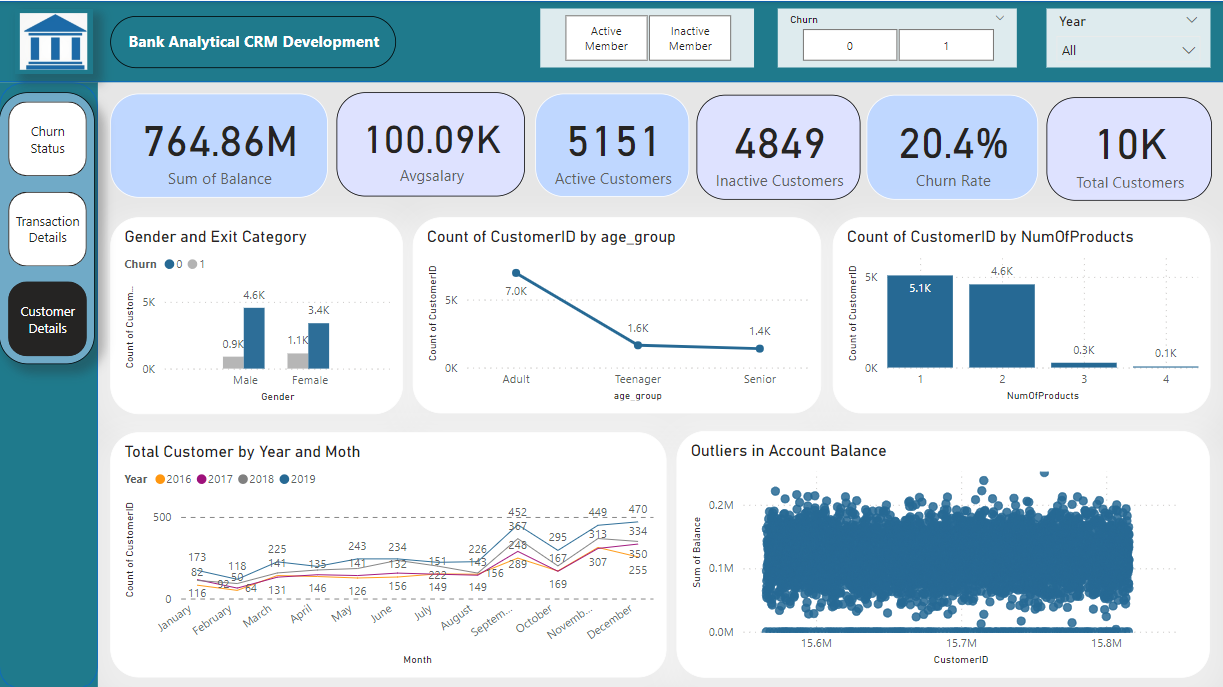 Bank Analytical CRM Development
Active
Member
Inactive
Member
Churn
0
1
Year
All
Churn
Status
Transaction
Details
Customer
Details
764.86M
Sum of Balance
100.09K
Avgsalary
5151
Active Customers
4849
Inactive Customers
20.4%
Churn Rate
10K
Total Customers
Gender and Exit Category
Churn 0 1
Count of Custom...
5K
0K
0.9K
4.6K
1.1K
3.4K
Male
Female
Gender
Count of CustomerID by age_group
Count of CustomerID
5K
0K
7.0K
1.6K
1.4K
Adult
Teenager
Senior
age_group
Count of CustomerID by NumOfProducts
Count of CustomerID
5K
0K
5.1K
4.6K
0.3K
0.1K
1
2
3
4
NumOfProducts
Total Customer by Year and Moth
Year 2016 2017 2018 2019
Count of CustomerID
500
0
173
82
116
118
50
92
64
225
141
131
135
146
243
141
126
234
132
156
151
222
149
226
143
149
156
452
367
248
289
295
167
169
449
313
307
470
334
350
255
January
February
March
April
May
June
July
August
Septem...
October
Novemb...
December
Month
Outliers in Account Balance
Sum of Balance
0.2M
0.1M
0.0M
15.6M
15.7M
15.8M
CustomerID